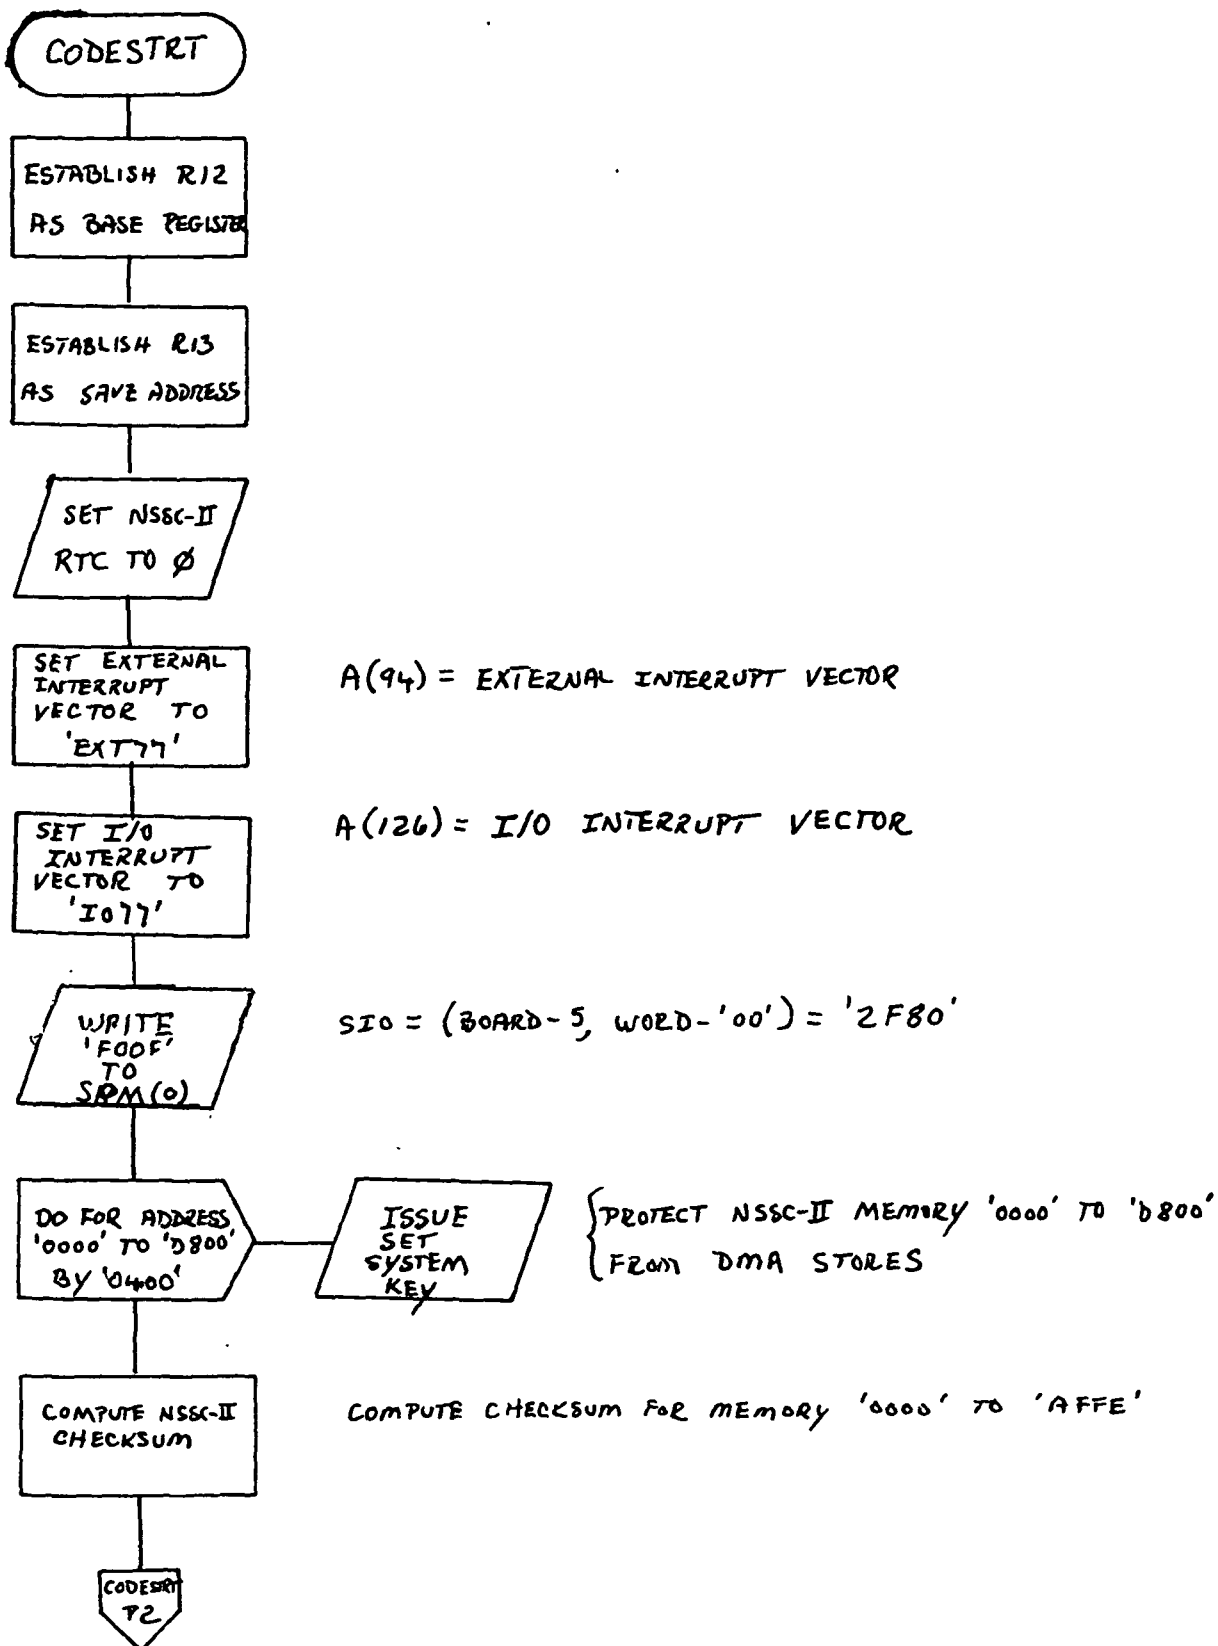 CODESTRT
ESTABLISH R12
AS BASE REGISTER
ESTABLISH R13
AS SAVE ADDRESS
SET NSSC-II
RTC TO Ø
SET EXTERNAL
INTERRUPT
VECTOR TO
'EXT77'
A(94) = EXTERNAL INTERRUPT VECTOR
SET I/O
INTERRUPT
VECTOR TO
'IO77'
A(126) = I/O INTERRUPT VECTOR
WRITE
'F00F'
TO
SPM(0)
SIO = (BOARD-5, WORD-'00') = '2F80'
DO FOR ADDRESS
'0000' TO 'D800'
BY '0400'
ISSUE
SET
SYSTEM
KEY
PROTECT NSSC-II MEMORY '0000' TO 'D800'
FROM DMA STORES
COMPUTE NSSC-II
CHECKSUM
COMPUTE CHECKSUM FOR MEMORY '0000' TO 'AFFE'
CODESTRT
P2